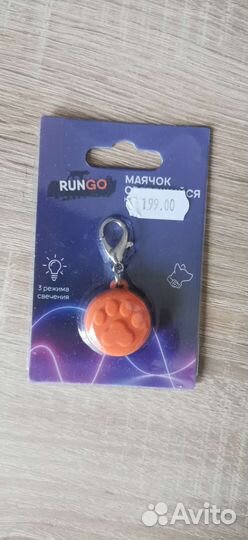 RUNGO
МАЯЧОК
199.00
3 режима
свечения
Avito